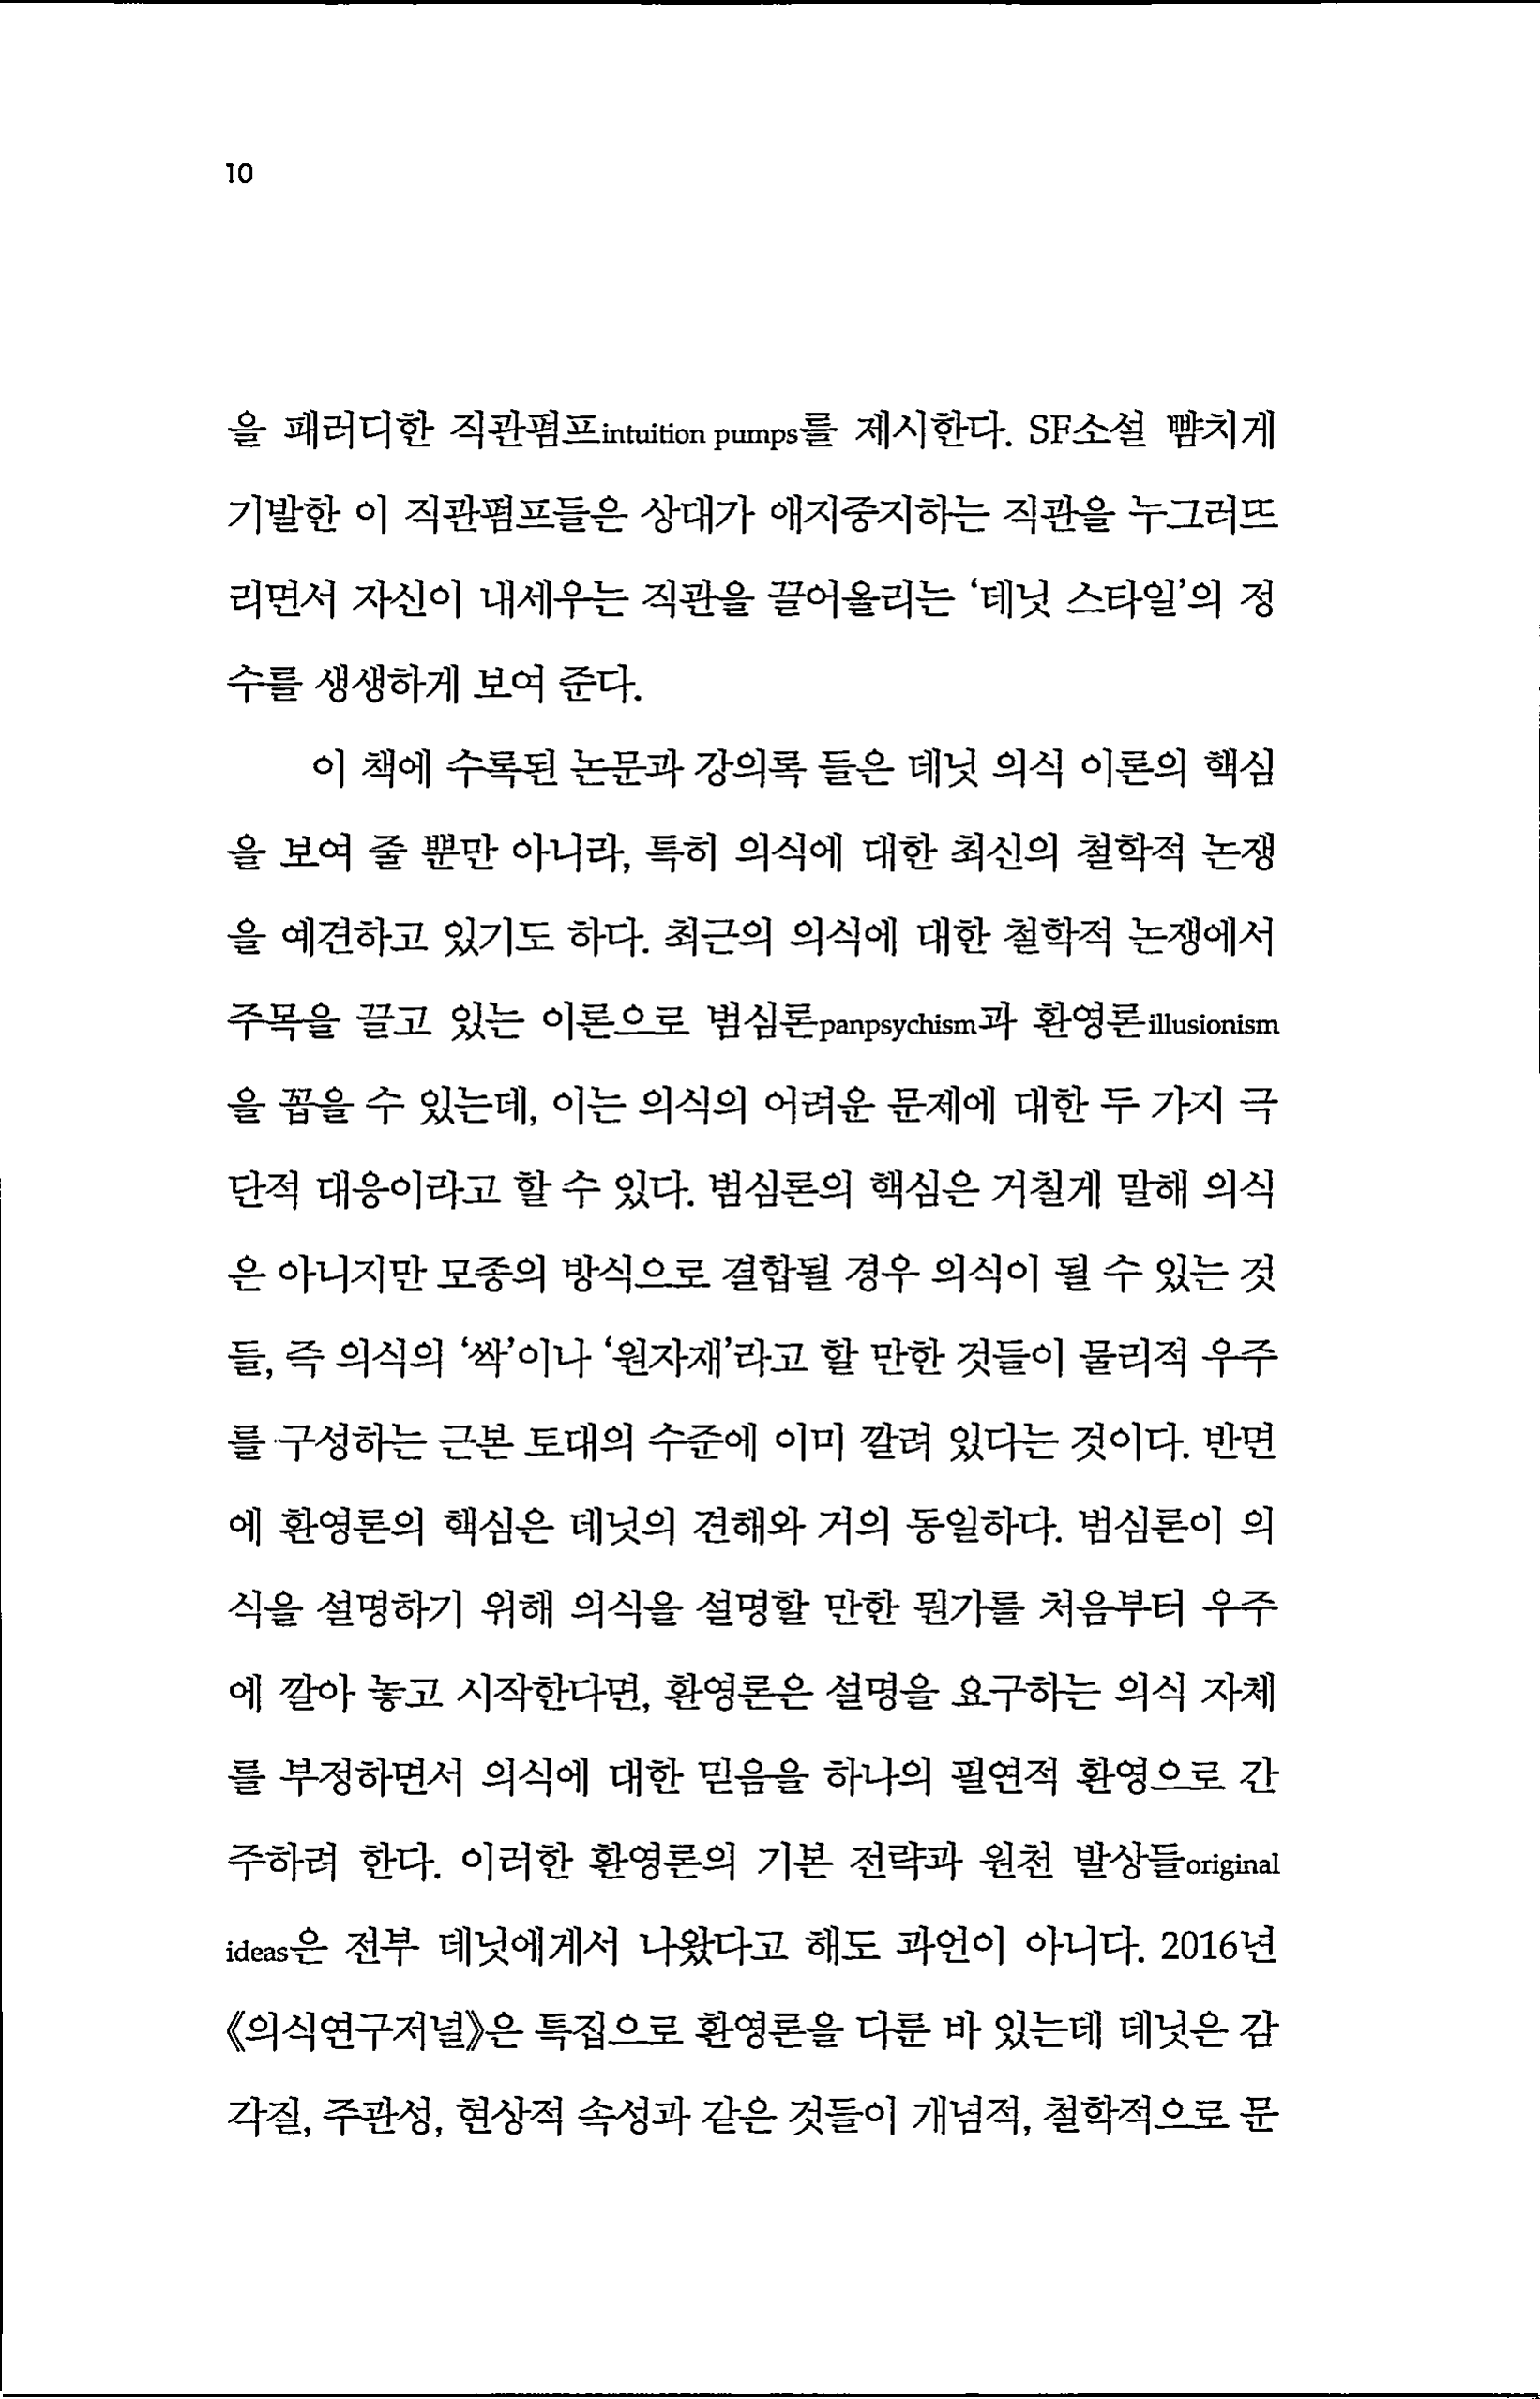 10
을 패러디한 직관펌프intuition pumps를 제시한다. SF소설 뺨치게
기발한 이 직관펌프들은 상대가 애지중지하는 직관을 누그러뜨
리면서 자신이 내세우는 직관을 끌어올리는 ‘데닛 스타일’의 정
수를 생생하게 보여 준다.
이 책에 수록된 논문과 강의록 들은 데닛 의식 이론의 핵심
을 보여 줄 뿐만 아니라, 특히 의식에 대한 최신의 철학적 논쟁
을 예견하고 있기도 하다. 최근의 의식에 대한 철학적 논쟁에서
주목을 끌고 있는 이론으로 범심론panpsychism과 환영론illusionism
을 꼽을 수 있는데, 이는 의식의 어려운 문제에 대한 두 가지 극
단적 대응이라고 할 수 있다. 범심론의 핵심은 거칠게 말해 의식
은 아니지만 모종의 방식으로 결합될 경우 의식이 될 수 있는 것
들, 즉 의식의 ‘싹’이나 ‘원자재’라고 할 만한 것들이 물리적 우주
를 구성하는 근본 토대의 수준에 이미 깔려 있다는 것이다. 반면
에 환영론의 핵심은 데닛의 견해와 거의 동일하다. 범심론이 의
식을 설명하기 위해 의식을 설명할 만한 뭔가를 처음부터 우주
에 깔아 놓고 시작한다면, 환영론은 설명을 요구하는 의식 자체
를 부정하면서 의식에 대한 믿음을 하나의 필연적 환영으로 간
주하려 한다. 이러한 환영론의 기본 전략과 원천 발상들original
ideas은 전부 데닛에게서 나왔다고 해도 과언이 아니다. 2016년
《의식연구저널》은 특집으로 환영론을 다룬 바 있는데 데닛은 감
각질, 주관성, 현상적 속성과 같은 것들이 개념적, 철학적으로 문